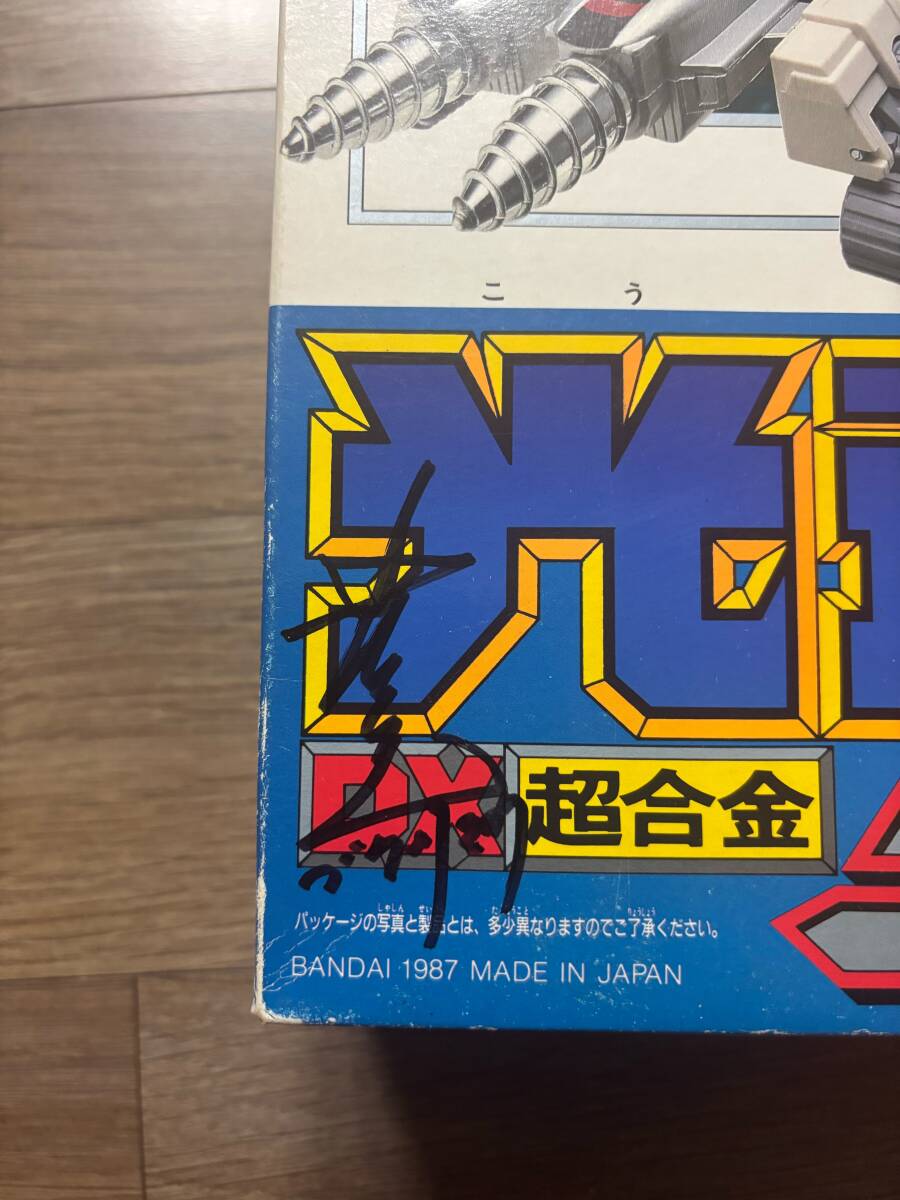 こう
光
DX 超合金
パッケージの写真と製品とは、多少異なりますのでご了承ください。
BANDAI 1987 MADE IN JAPAN